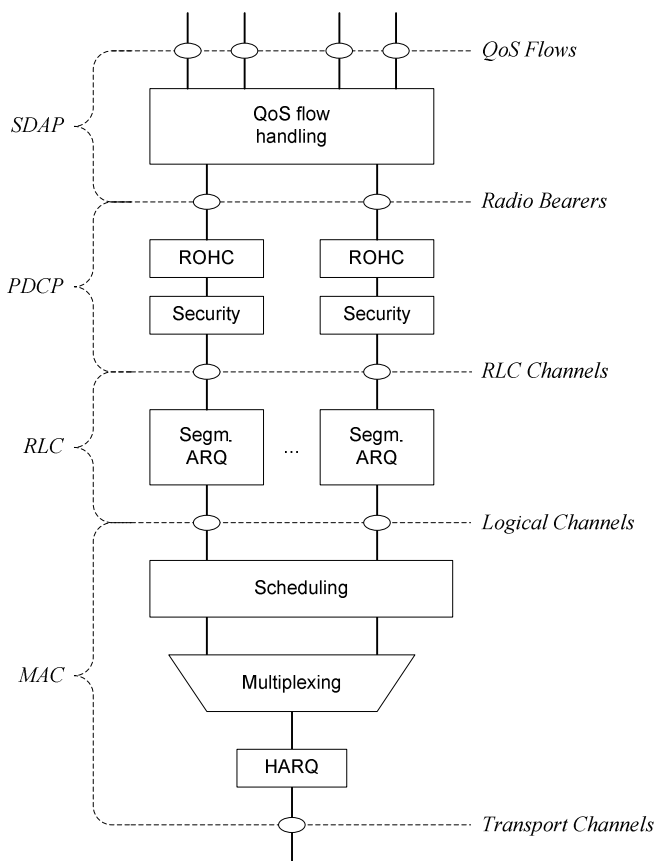 QoS Flows
QoS flow
handling
SDAP
Radio Bearers
ROHC
ROHC
PDCP
Security
Security
RLC Channels
Segm.
ARQ
...
Segm.
ARQ
RLC
Logical Channels
Scheduling
MAC
Multiplexing
HARQ
Transport Channels